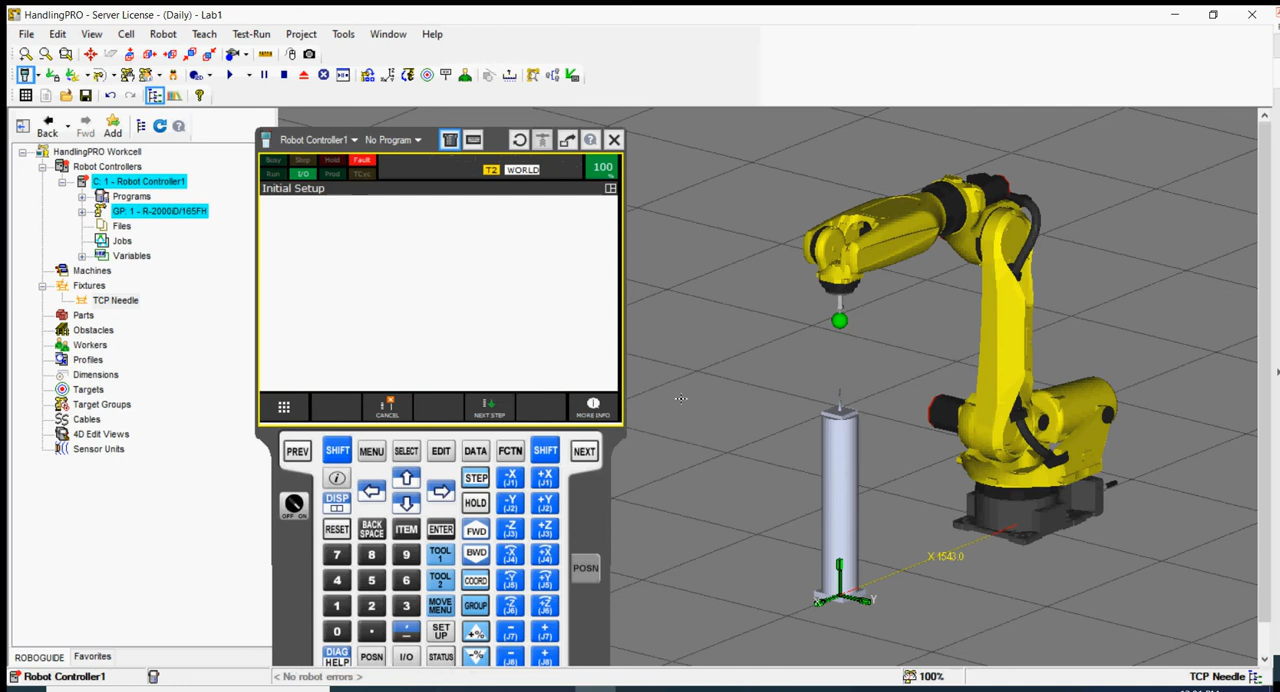 HandlingPRO - Server License - (Daily) - Lab1
File Edit View Cell Robot Teach Test-Run Project Tools Window Help
Back Fwd Add
HandlingPRO Workcell
Robot Controllers
C: 1 - Robot Controller1
Programs
GP: 1 - R-2000iD/165FH
Files
Jobs
Variables
Machines
Fixtures
TCP Needle
Parts
Obstacles
Workers
Profiles
Dimensions
Targets
Target Groups
Cables
4D Edit Views
Sensor Units
ROBOGUIDE Favorites
Robot Controller1 No Program
Busy Step Hold Fault
Run I/O Prod TCyc
T2 WORLD 100 %
Initial Setup
CANCEL NEXT STEP MORE INFO
PREV SHIFT MENU SELECT EDIT DATA FCTN SHIFT NEXT
i STEP -X (J1) +X (J1)
DISP HOLD -Y (J2) +Y (J2)
OFF ON
RESET BACK SPACE ITEM ENTER FWD -Z (J3) +Z (J3)
7 8 9 TOOL 1 BWD -X (J4) +X (J4)
4 5 6 TOOL 2 COORD -Y (J5) +Y (J5)
POSN
1 2 3 MOVE MENU GROUP -Z (J6) +Z (J6)
0 . SET UP +% - (J7) + (J7)
DIAG HELP POSN I/O STATUS -% - (J8) + (J8)
X 1543.0
Y
Robot Controller1 < No robot errors > 100% TCP Needle